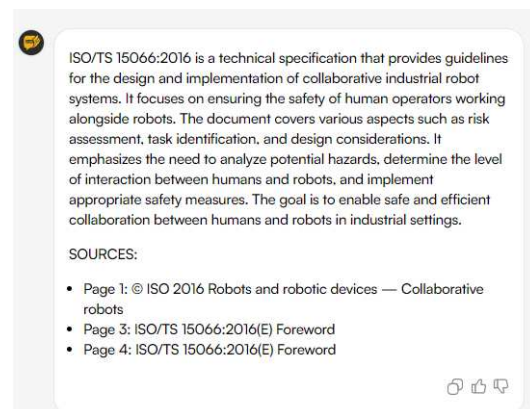 ISO/TS 15066:2016 is a technical specification that provides guidelines
for the design and implementation of collaborative industrial robot
systems. It focuses on ensuring the safety of human operators working
alongside robots. The document covers various aspects such as risk
assessment, task identification, and design considerations. It
emphasizes the need to analyze potential hazards, determine the level
of interaction between humans and robots, and implement
appropriate safety measures. The goal is to enable safe and efficient
collaboration between humans and robots in industrial settings.
SOURCES:
• Page 1: © ISO 2016 Robots and robotic devices — Collaborative
robots
• Page 3: ISO/TS 15066:2016(E) Foreword
• Page 4: ISO/TS 15066:2016(E) Foreword